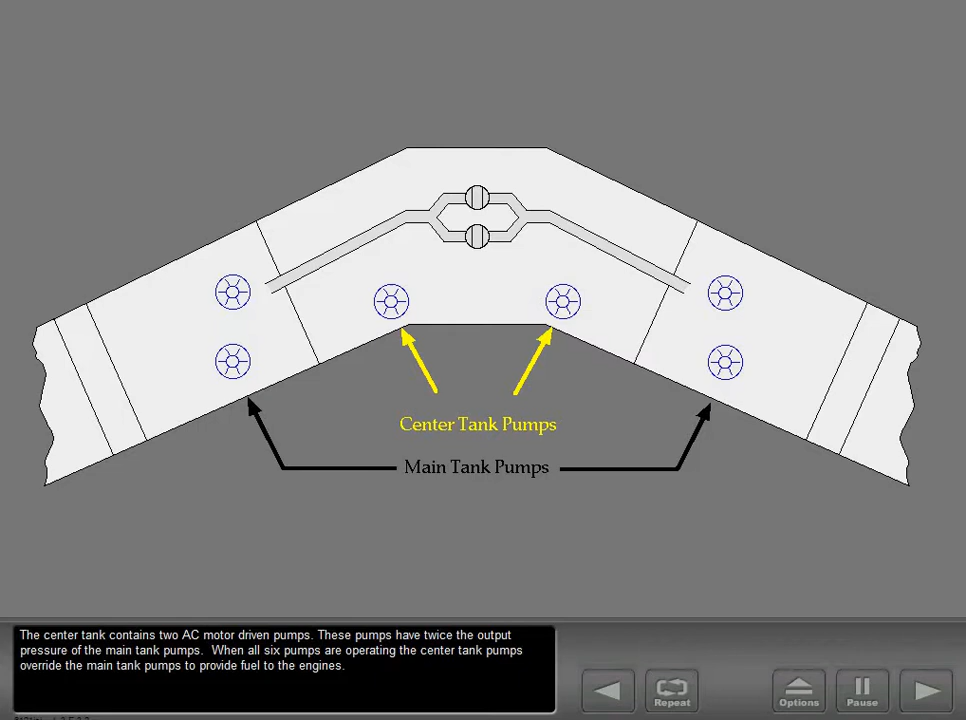 Center Tank Pumps
Main Tank Pumps
The center tank contains two AC motor driven pumps. These pumps have twice the output
pressure of the main tank pumps.  When all six pumps are operating the center tank pumps
override the main tank pumps to provide fuel to the engines.
Repeat
Options
Pause